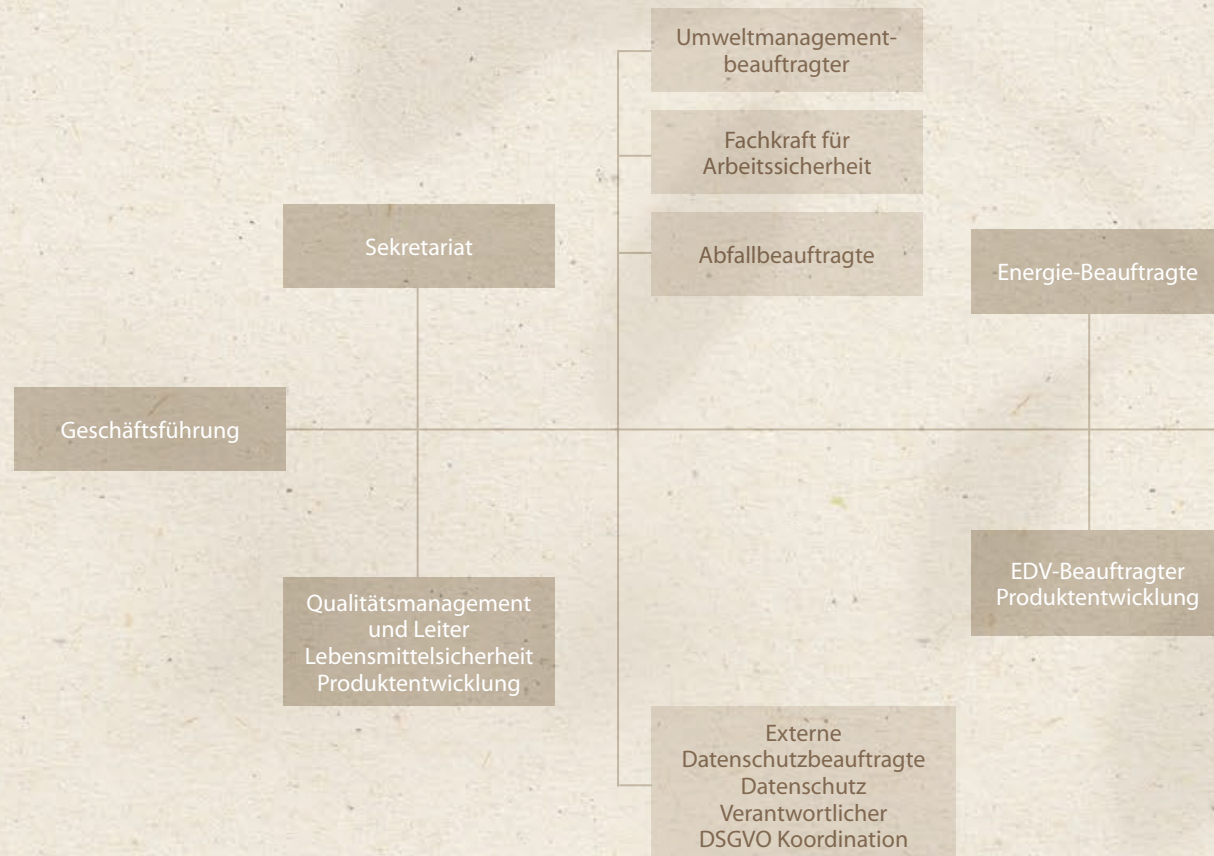 Umweltmanagement-
beauftragter
Fachkraft für
Arbeitssicherheit
Sekretariat
Abfallbeauftragte
Energie-Beauftragte
Geschäftsführung
EDV-Beauftragter
Produktentwicklung
Qualitätsmanagement
und Leiter
Lebensmittelsicherheit
Produktentwicklung
Externe
Datenschutzbeauftragte
Datenschutz
Verantwortlicher
DSGVO Koordination